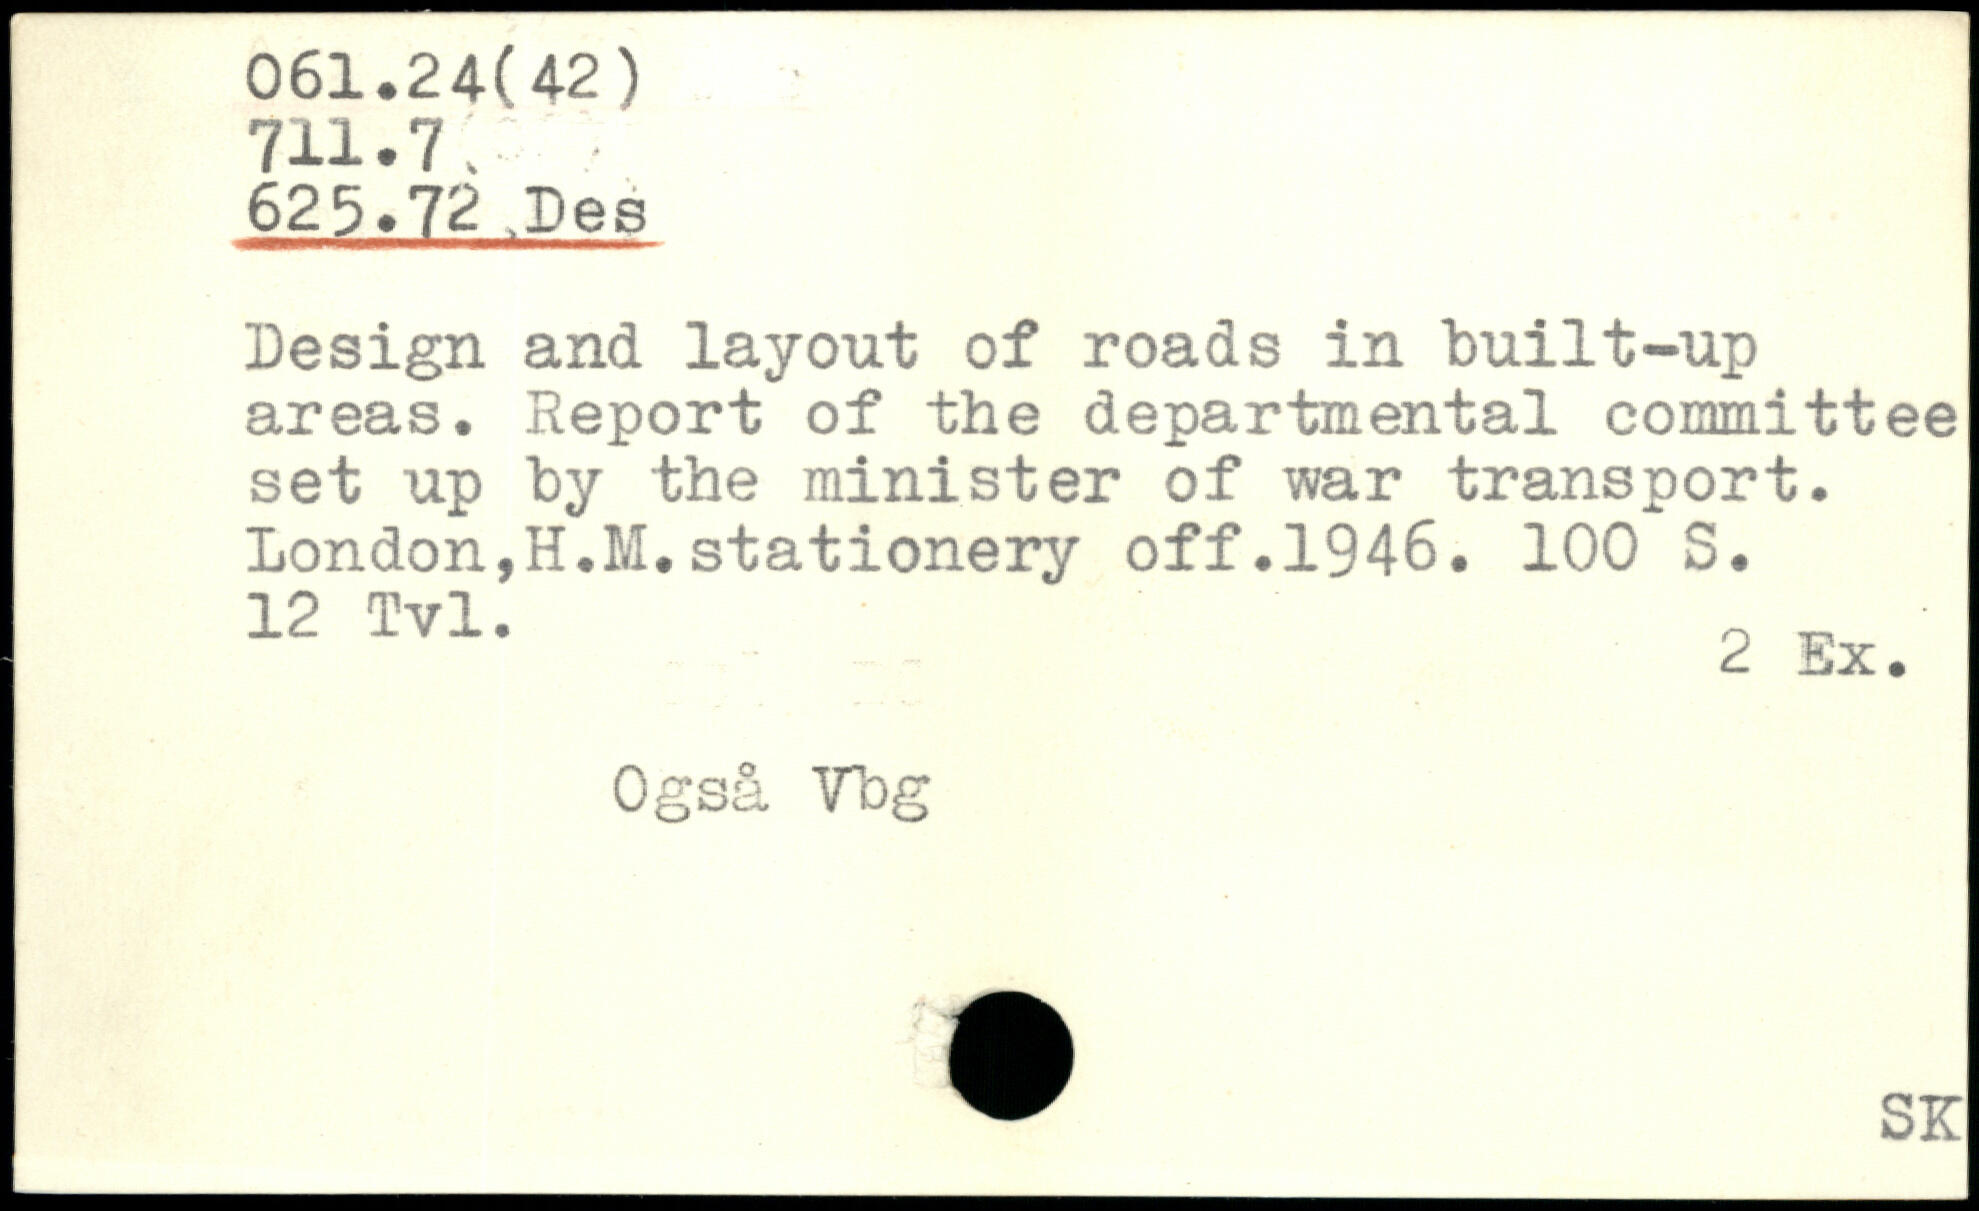 061.24(42)
711.7
625.72 Des
Design and layout of roads in built-up
areas. Report of the departmental committee
set up by the minister of war transport.
London,H.M.stationery off.1946. 100 S.
12 Tvl.
2 Ex.
Også Vbg
SK